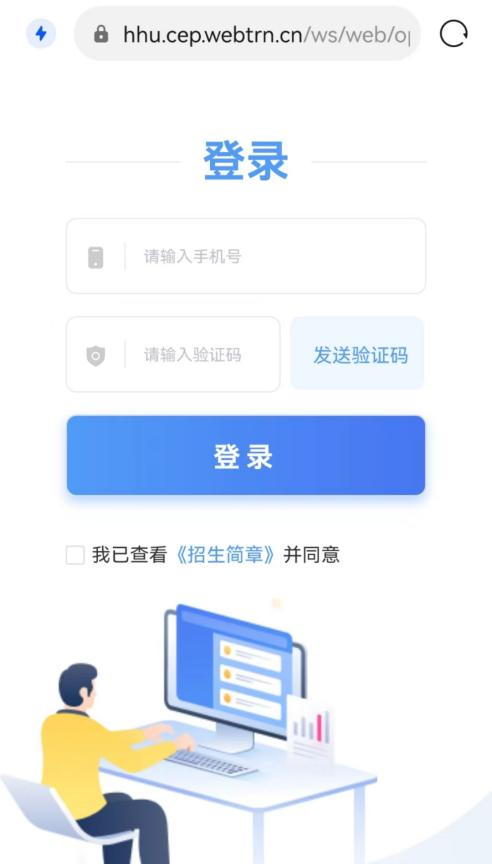 hhu.cep.webtrn.cn/ws/web/o
登录
请输入手机号
请输入验证码
发送验证码
登录
我已查看《招生简章》并同意